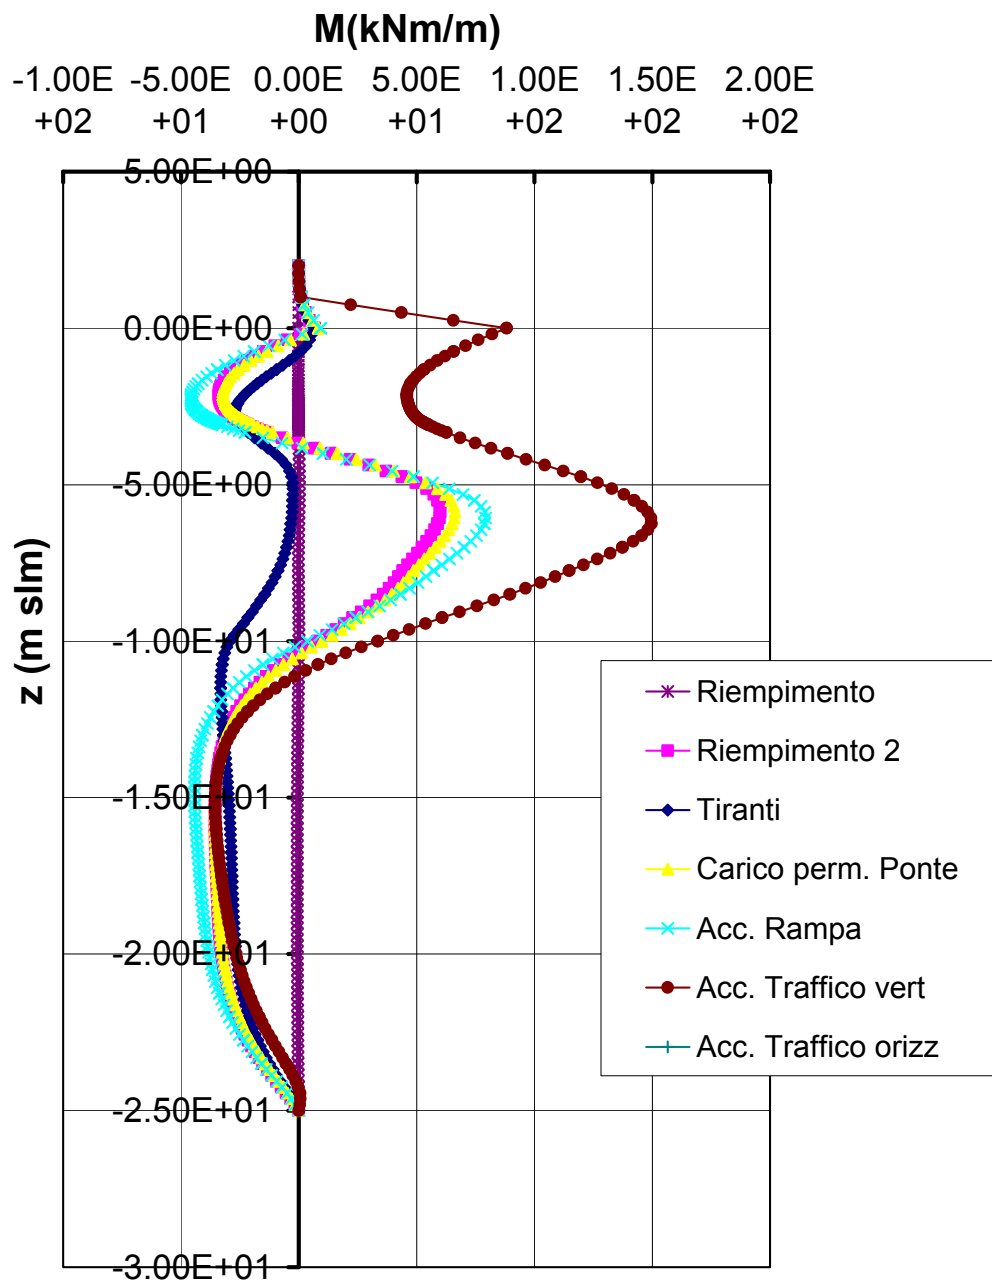 M(kNm/m)
-1.00E -5.00E 0.00E 5.00E 1.00E 1.50E 2.00E
+02 +01 +00 +01 +02 +02 +02
5.00E+00
0.00E+00
-5.00E+00
-1.00E+01
-1.50E+01
-2.00E+01
-2.50E+01
-3.00E+01
z (m slm)
Riempimento
Riempimento 2
Tiranti
Carico perm. Ponte
Acc. Rampa
Acc. Traffico vert
Acc. Traffico orizz